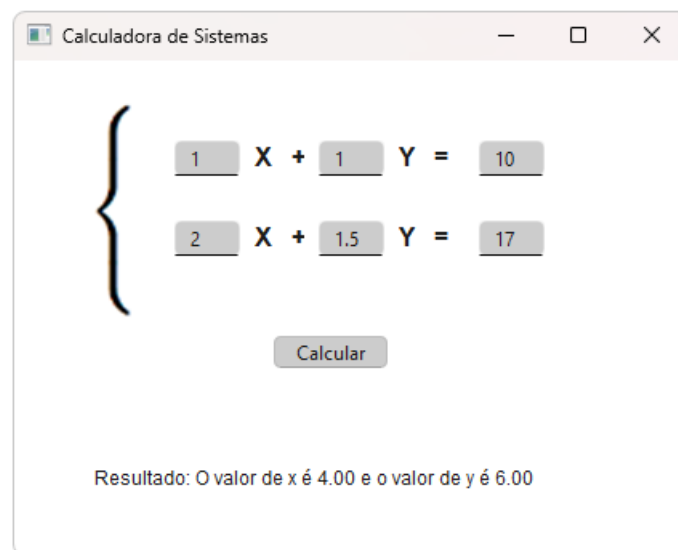 Calculadora de Sistemas
1 X + 1 Y = 10
2 X + 1.5 Y = 17
Calcular
Resultado: O valor de x é 4.00 e o valor de y é 6.00